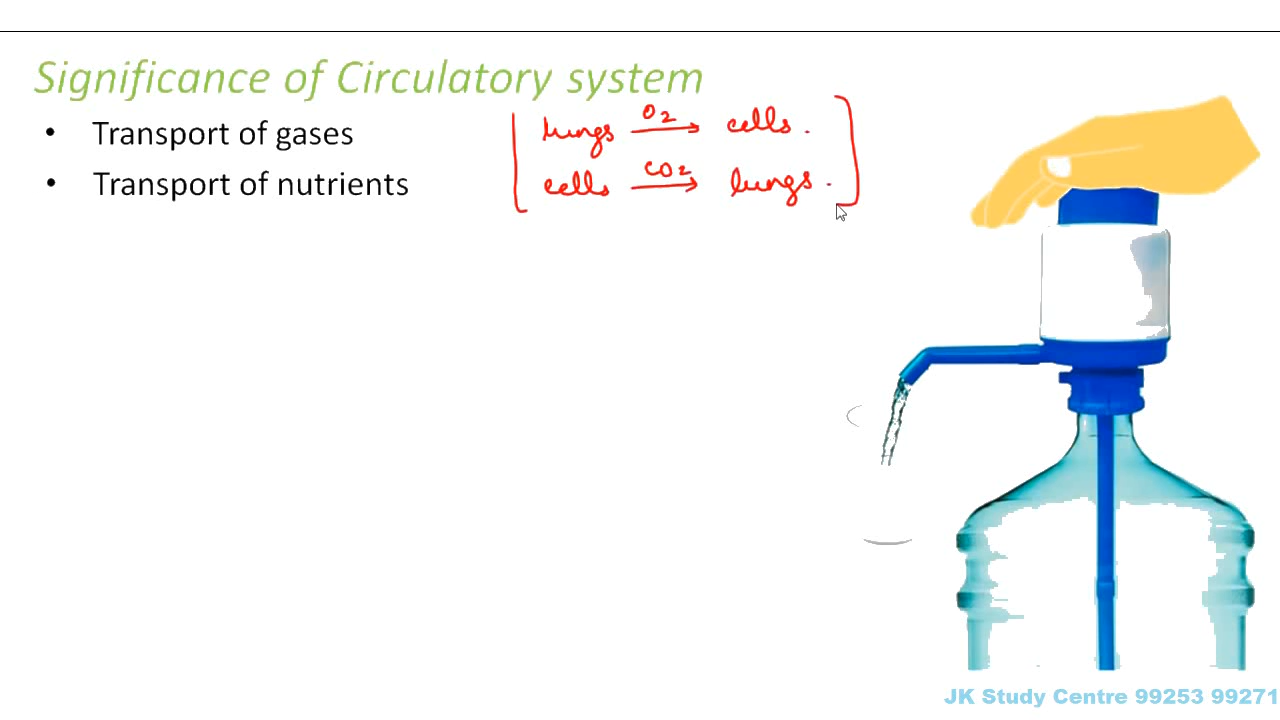 Significance of Circulatory system
• Transport of gases
• Transport of nutrients
lungs O2 → cells.
cells CO2 → lungs.
JK Study Centre 99253 99271